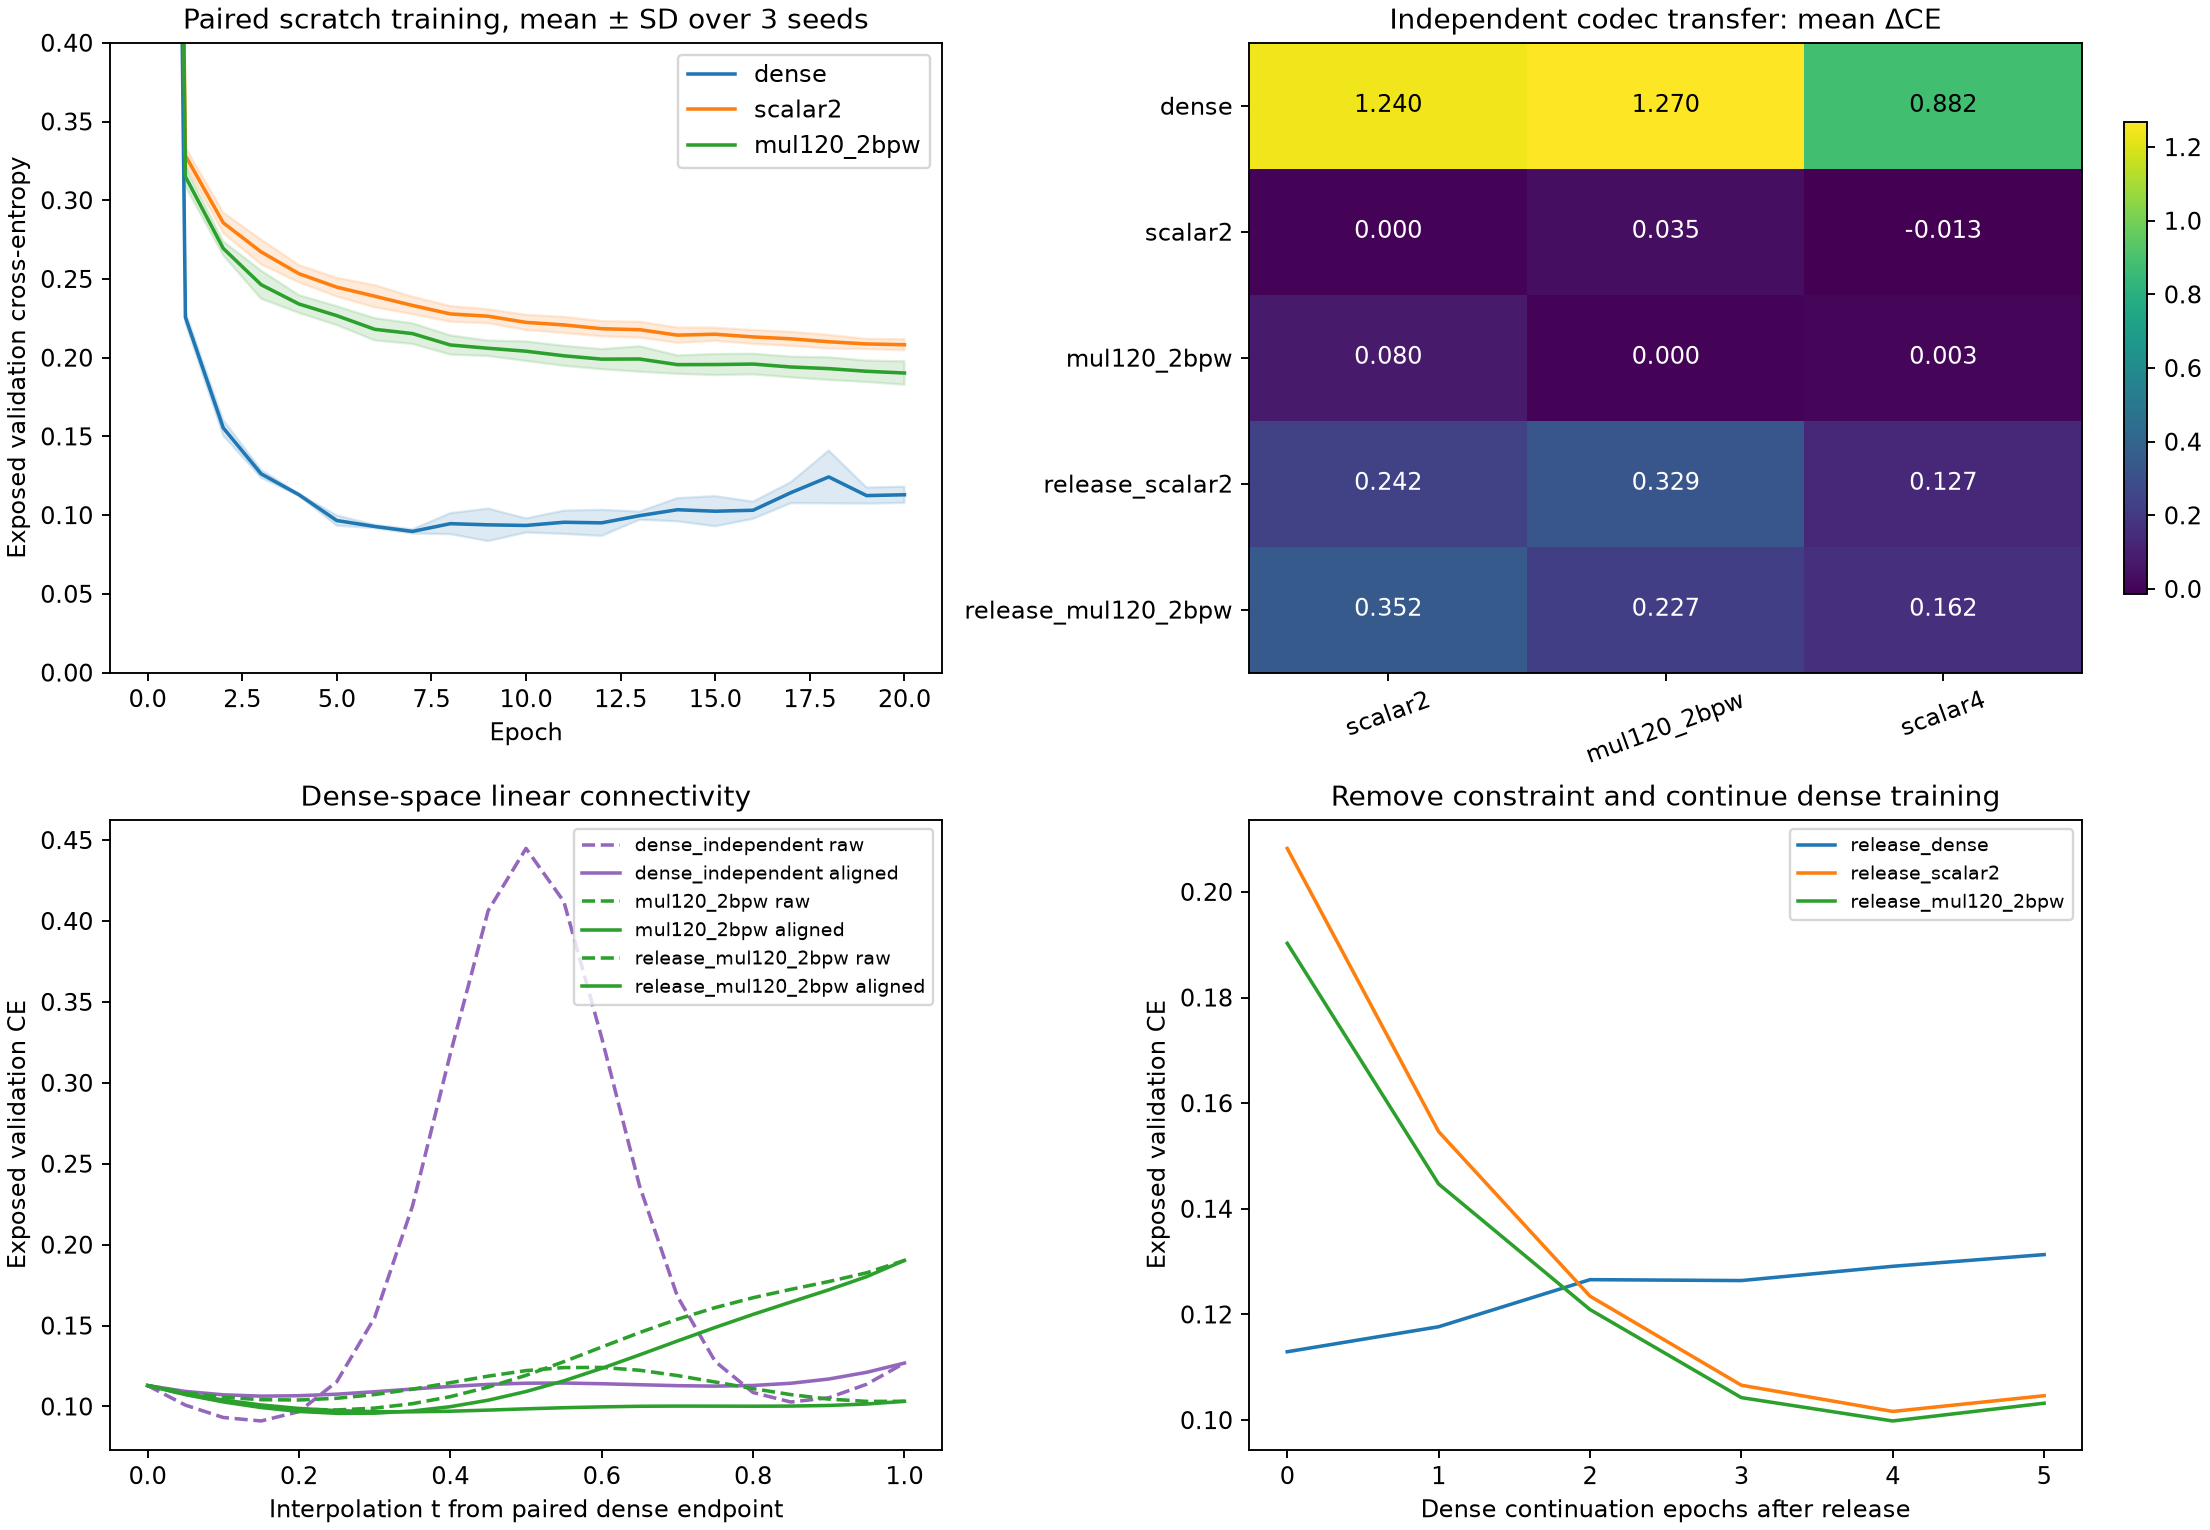 Paired scratch training, mean ± SD over 3 seeds
0.40
0.35
0.30
0.25
0.20
0.15
0.10
0.05
0.00
Exposed validation cross-entropy
dense
scalar2
mul120_2bpw
0.0 2.5 5.0 7.5 10.0 12.5 15.0 17.5 20.0
Epoch
Independent codec transfer: mean ΔCE
dense 1.240 1.270 0.882
scalar2 0.000 0.035 -0.013
mul120_2bpw 0.080 0.000 0.003
release_scalar2 0.242 0.329 0.127
release_mul120_2bpw 0.352 0.227 0.162
scalar2 mul120_2bpw scalar4
1.2
1.0
0.8
0.6
0.4
0.2
0.0
Dense-space linear connectivity
0.45
0.40
0.35
0.30
0.25
0.20
0.15
0.10
Exposed validation CE
dense_independent raw
dense_independent aligned
mul120_2bpw raw
mul120_2bpw aligned
release_mul120_2bpw raw
release_mul120_2bpw aligned
0.0 0.2 0.4 0.6 0.8 1.0
Interpolation t from paired dense endpoint
Remove constraint and continue dense training
0.20
0.18
0.16
0.14
0.12
0.10
Exposed validation CE
release_dense
release_scalar2
release_mul120_2bpw
0 1 2 3 4 5
Dense continuation epochs after release